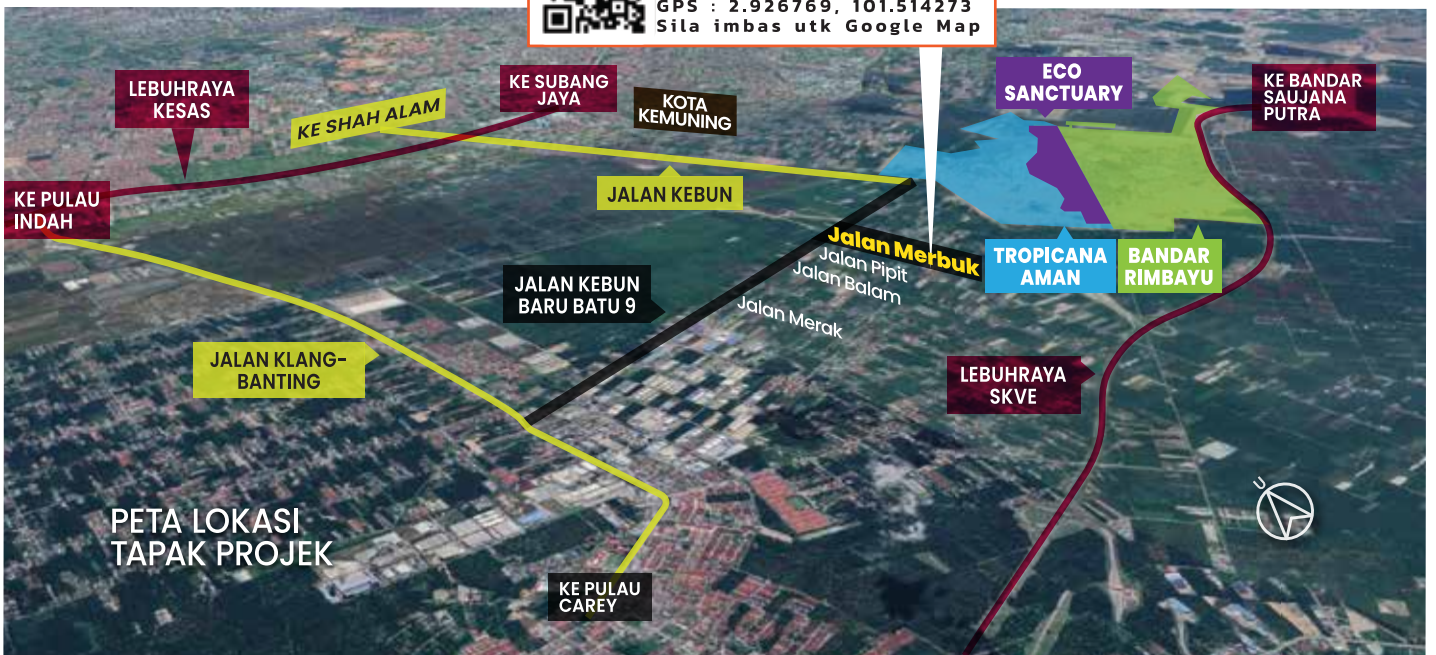 GPS : 2.926769, 101.514273
Sila imbas utk Google Map
LEBUHRAYA
KESAS
KE SHAH ALAM
KE SUBANG
JAYA
KOTA
KEMUNING
ECO
SANCTUARY
KE BANDAR
SAUJANA
PUTRA
KE PULAU
INDAH
JALAN KEBUN
Jalan Merbuk
Jalan Pipit
Jalan Balam
Jalan Merak
TROPICANA
AMAN
BANDAR
RIMBAYU
JALAN KEBUN
BARU BATU 9
JALAN KLANG-
BANTING
LEBUHRAYA
SKVE
PETA LOKASI
TAPAK PROJEK
U
KE PULAU
CAREY